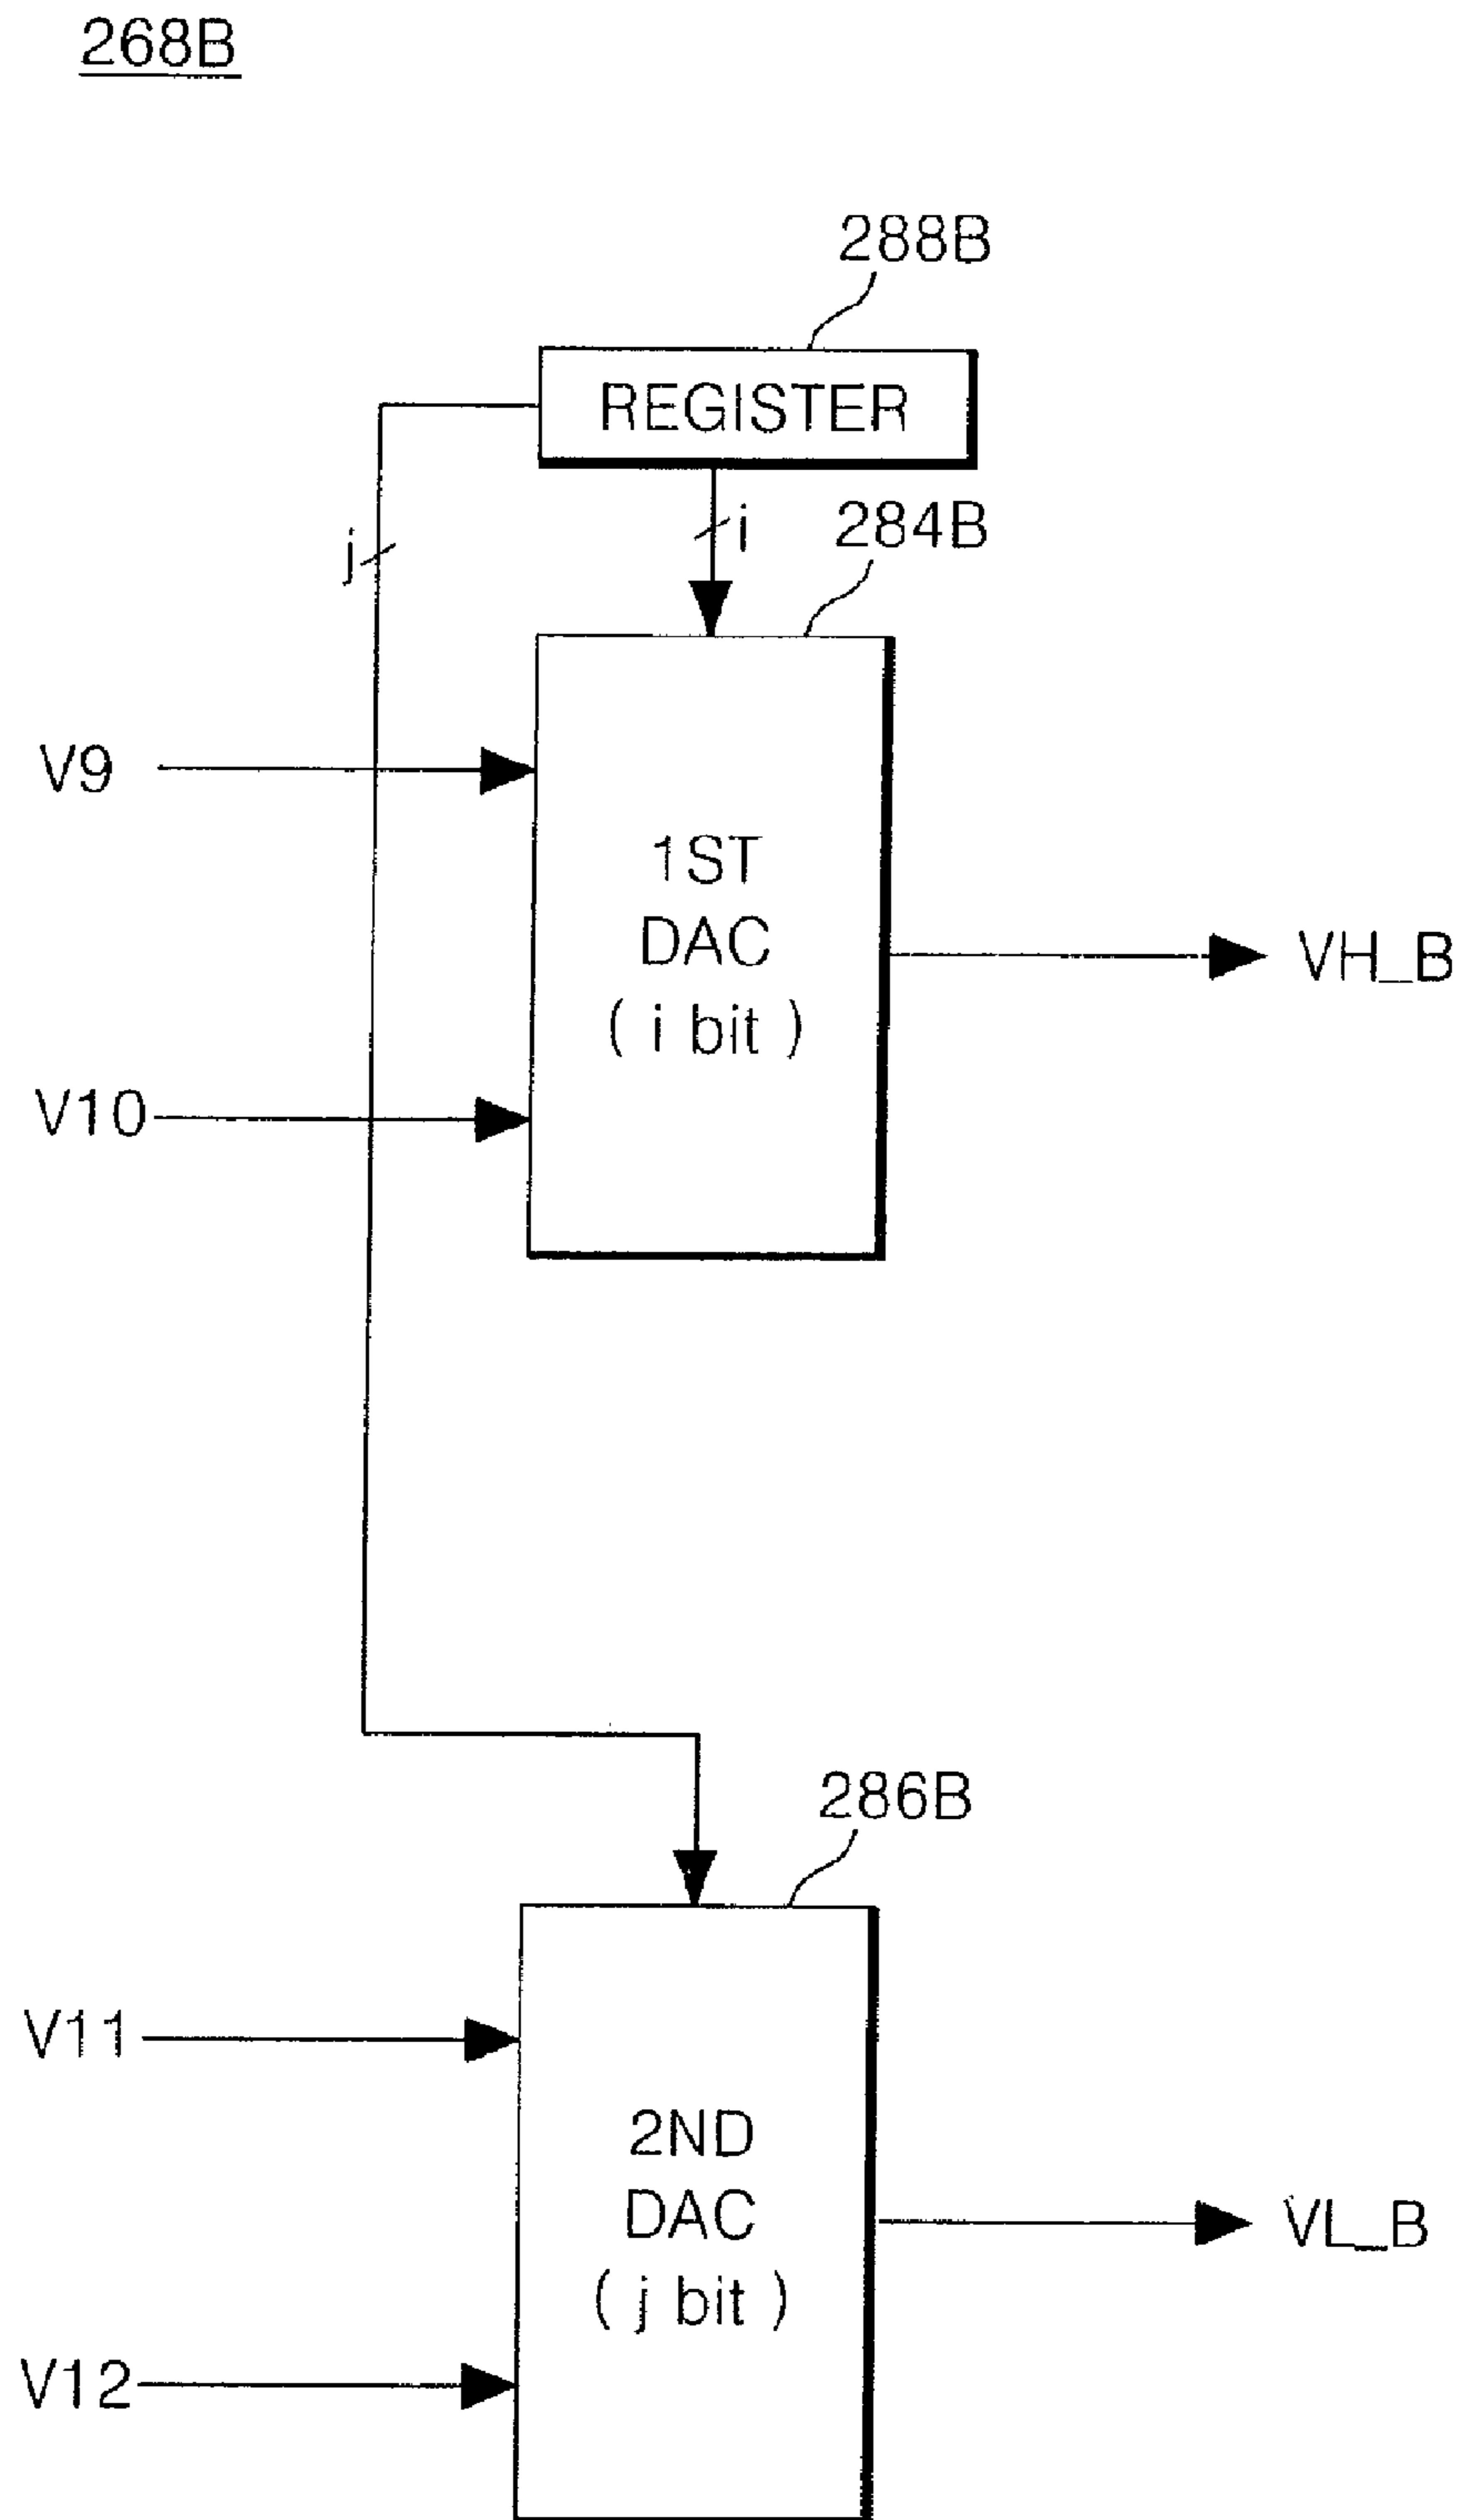 268B
288B
REGISTER
j
i
284B
V9
1ST
DAC
( i bit )
VH_B
V10
286B
V11
2ND
DAC
( j bit )
VL_B
V12